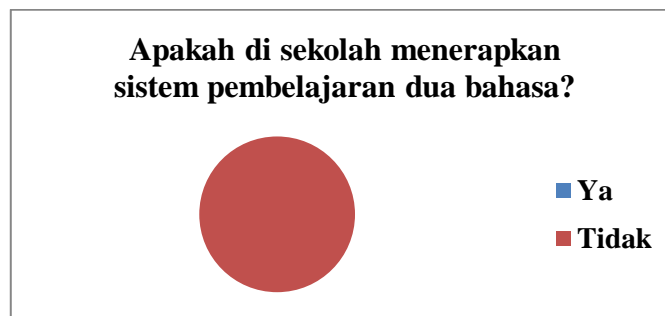 Apakah di sekolah menerapkan
sistem pembelajaran dua bahasa?
Ya
Tidak